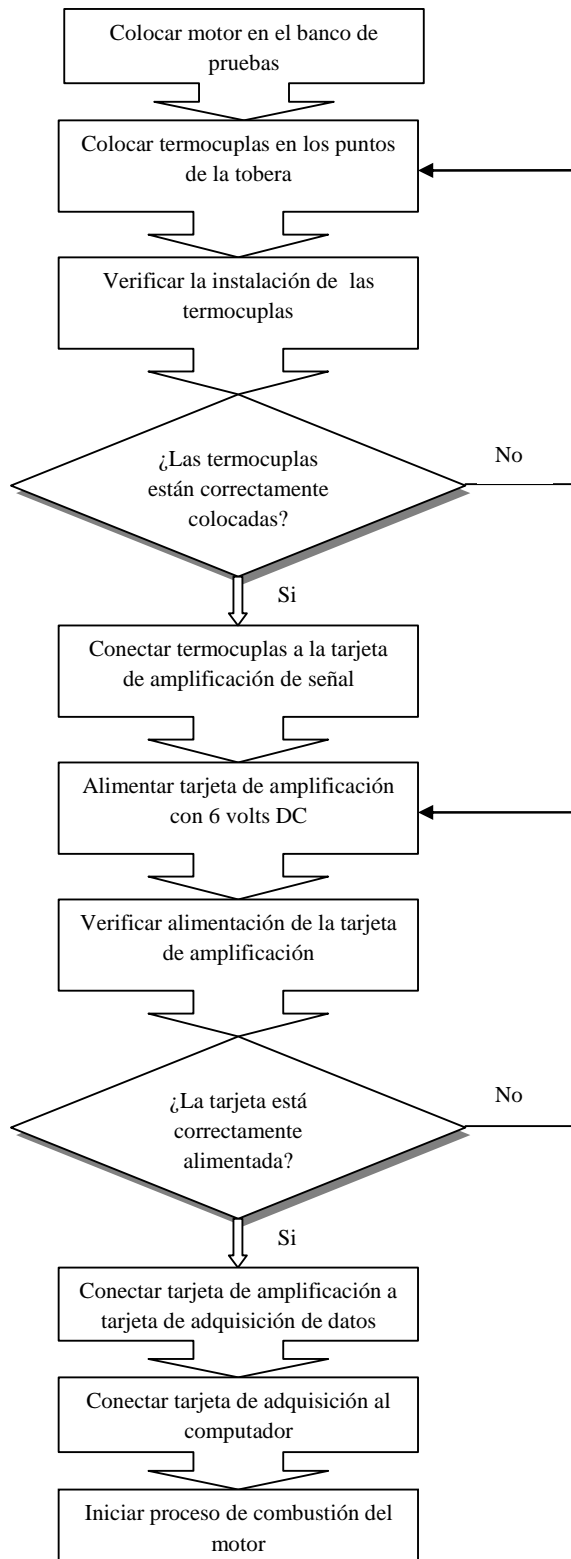 Colocar motor en el banco de
pruebas
Colocar termocuplas en los puntos
de la tobera
Verificar la instalación de las
termocuplas
¿Las termocuplas
están correctamente
colocadas?
No
Si
Conectar termocuplas a la tarjeta
de amplificación de señal
Alimentar tarjeta de amplificación
con 6 volts DC
Verificar alimentación de la tarjeta
de amplificación
¿La tarjeta está
correctamente
alimentada?
No
Si
Conectar tarjeta de amplificación a
tarjeta de adquisición de datos
Conectar tarjeta de adquisición al
computador
Iniciar proceso de combustión del
motor